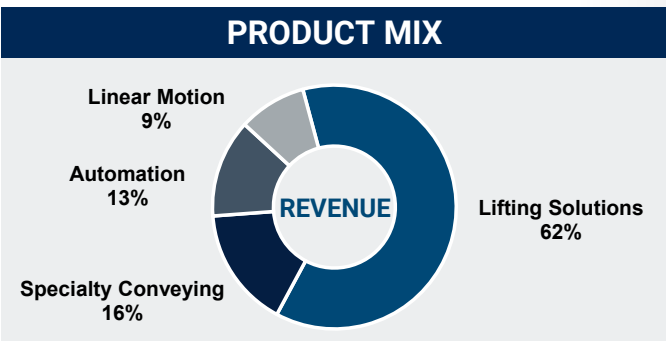 PRODUCT MIX
Linear Motion
9%
Automation
13%
REVENUE
Lifting Solutions
62%
Specialty Conveying
16%